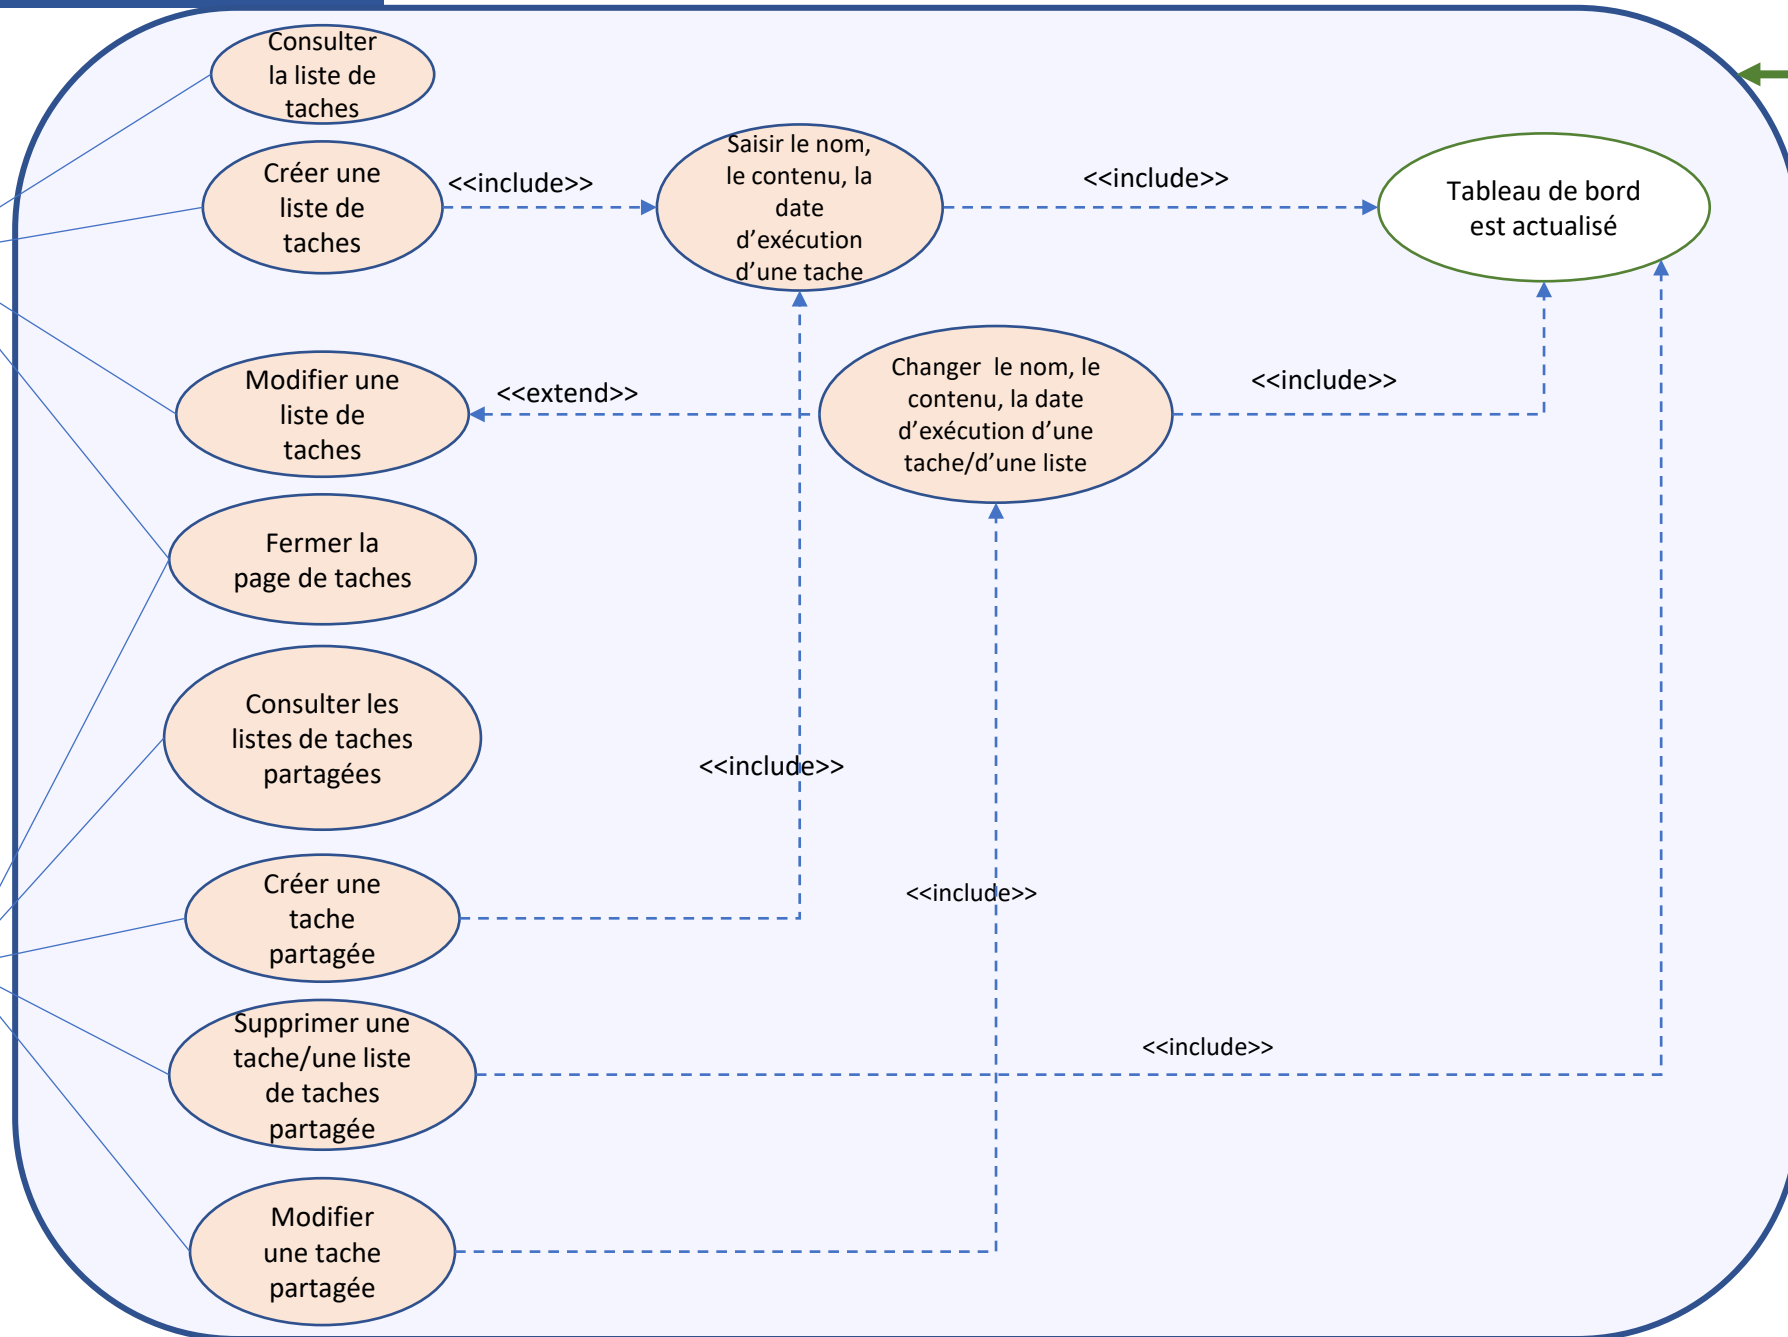 Consulter
la liste de
taches
Créer une
liste de
taches
<<include>>
Saisir le nom,
le contenu, la
date
d’exécution
d’une tache
<<include>>
Tableau de bord
est actualisé
Modifier une
liste de
taches
<<extend>>
Changer  le nom, le
contenu, la date
d’exécution d’une
tache/d’une liste
<<include>>
Fermer la
page de taches
Consulter les
listes de taches
partagées
<<include>>
Créer une
tache
partagée
<<include>>
Supprimer une
tache/une liste
de taches
partagée
<<include>>
Modifier
une tache
partagée